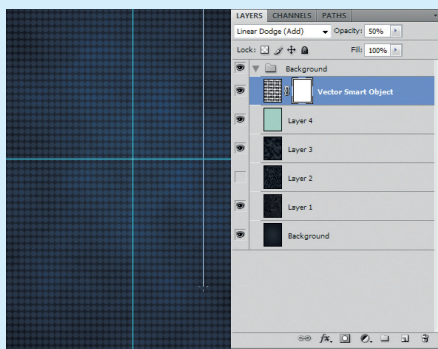 LAYERS CHANNELS PATHS
Linear Dodge (Add) Opacity: 50%
Lock: Fill: 100%
Background
Vector Smart Object
Layer 4
Layer 3
Layer 2
Layer 1
Background
fx.